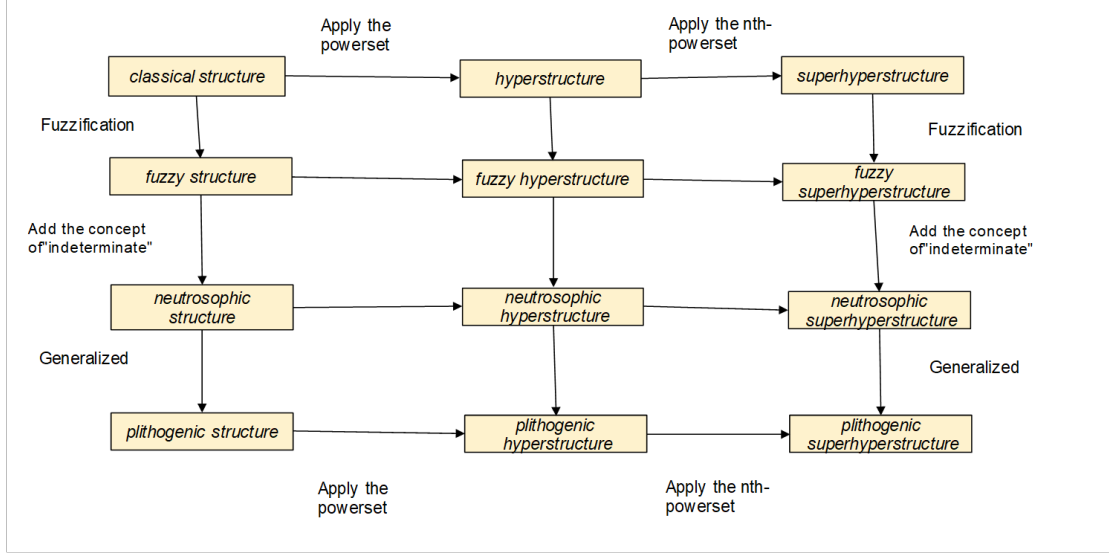 Apply the
powerset
Apply the nth-
powerset
classical structure
hyperstructure
superhyperstructure
Fuzzification
Fuzzification
fuzzy structure
fuzzy hyperstructure
fuzzy
superhyperstructure
Add the concept
of"indeterminate"
Add the concept
of"indeterminate"
neutrosophic
structure
neutrosophic
hyperstructure
neutrosophic
superhyperstructure
Generalized
Generalized
plithogenic structure
plithogenic
hyperstructure
plithogenic
superhyperstructure
Apply the
powerset
Apply the nth-
powerset